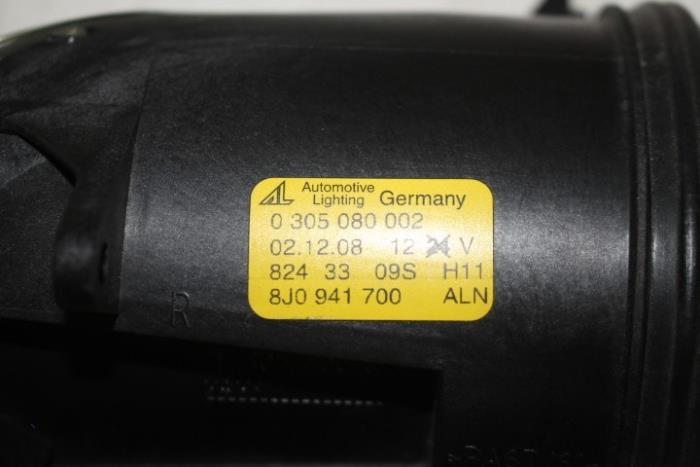 AL Automotive Lighting Germany
0 305 080 002
02.12.08 12 24 V
824 33 09S H11
8J0 941 700 ALN
R